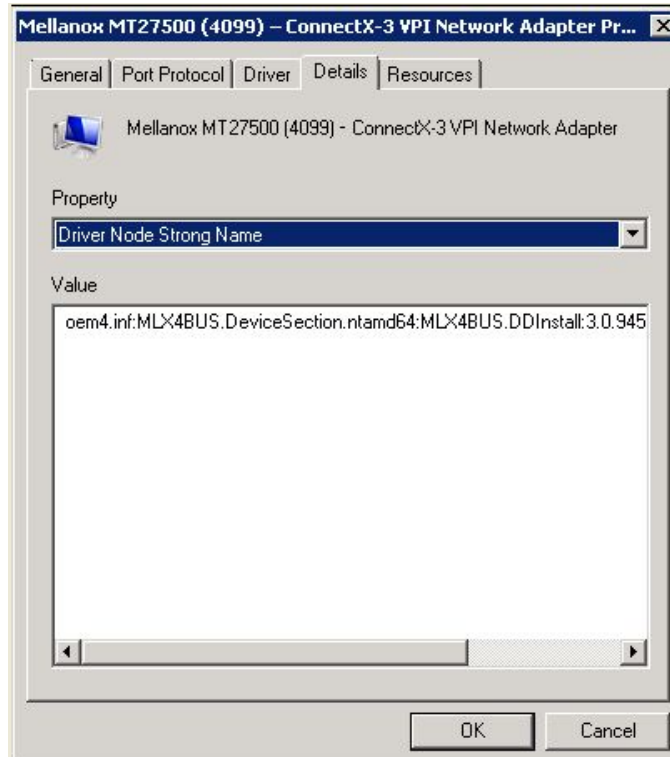 Mellanox MT27500 (4099) – ConnectX-3 VPI Network Adapter Pr...
General Port Protocol Driver Details Resources
Mellanox MT27500 (4099) - ConnectX-3 VPI Network Adapter
Property
Driver Node Strong Name
Value
oem4.inf:MLX4BUS.DeviceSection.ntamd64:MLX4BUS.DDInstall:3.0.945
OK Cancel